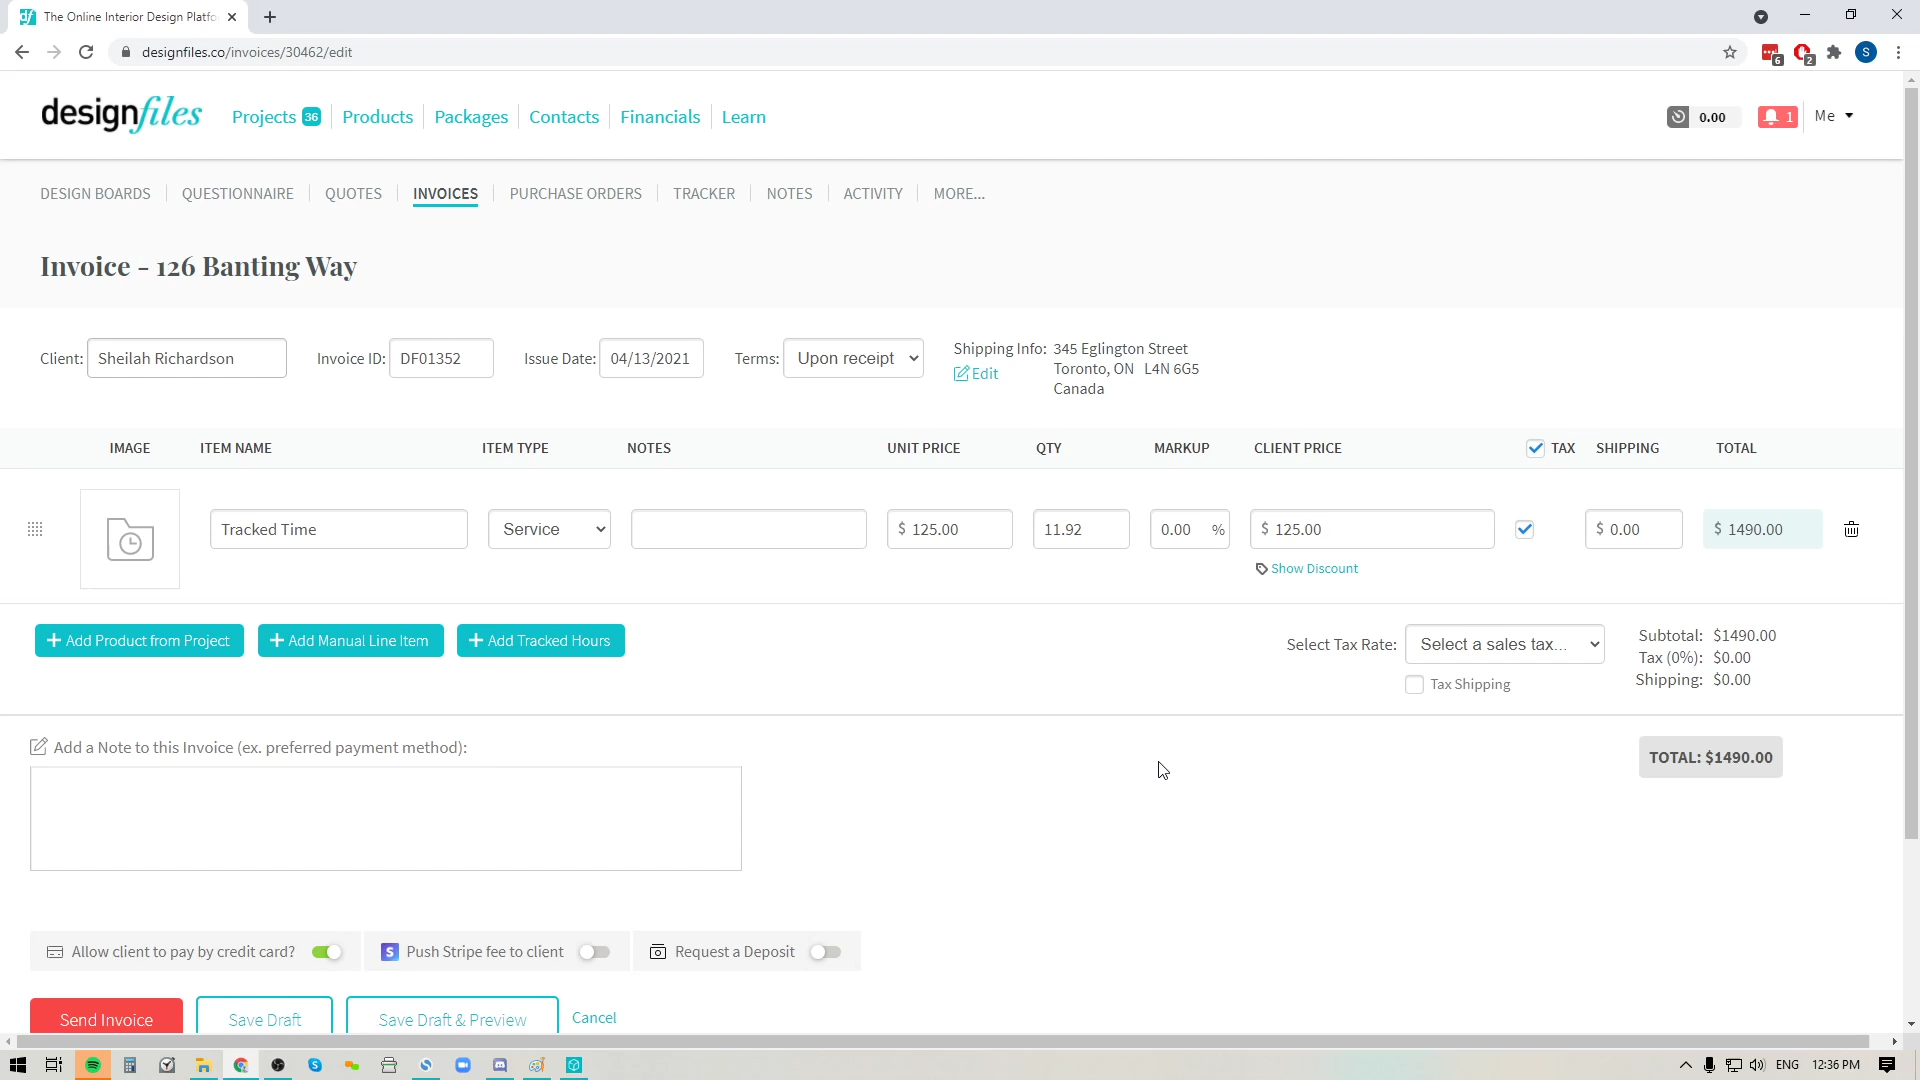 The Online Interior Design Platfo
designfiles.co/invoices/30462/edit
6
2
S
designfiles
Projects 36
Products
Packages
Contacts
Financials
Learn
0.00
1
Me
DESIGN BOARDS
QUESTIONNAIRE
QUOTES
INVOICES
PURCHASE ORDERS
TRACKER
NOTES
ACTIVITY
MORE...
Invoice - 126 Banting Way
Client: Sheilah Richardson
Invoice ID: DF01352
Issue Date: 04/13/2021
Terms: Upon receipt
Shipping Info: 345 Eglington Street
Toronto, ON L4N 6G5
Canada
Edit
IMAGE ITEM NAME ITEM TYPE NOTES UNIT PRICE QTY MARKUP CLIENT PRICE TAX SHIPPING TOTAL
Tracked Time Service $ 125.00 11.92 0.00 % $ 125.00 $ 0.00 $ 1490.00
Show Discount
+ Add Product from Project
+ Add Manual Line Item
+ Add Tracked Hours
Select Tax Rate: Select a sales tax...
Tax Shipping
Subtotal: $1490.00
Tax (0%): $0.00
Shipping: $0.00
Add a Note to this Invoice (ex. preferred payment method):
TOTAL: $1490.00
Allow client to pay by credit card?
S Push Stripe fee to client
Request a Deposit
Send Invoice
Save Draft
Save Draft & Preview
Cancel
ENG
12:36 PM